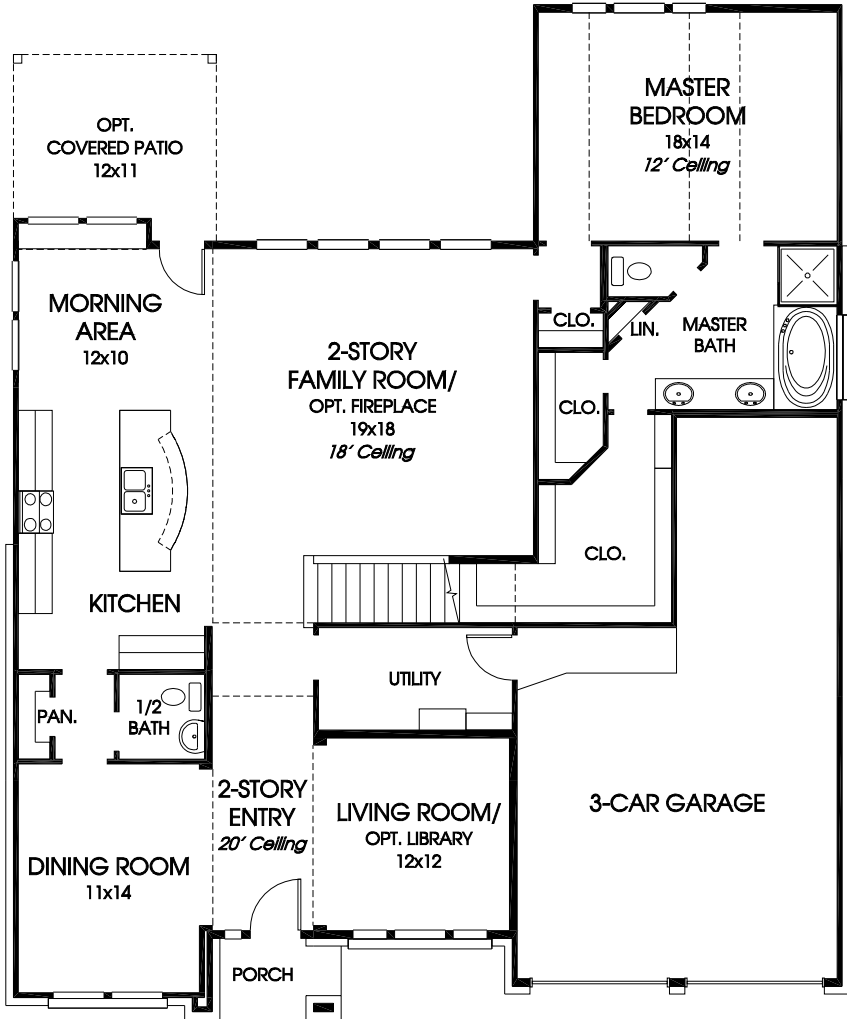 MASTER
BEDROOM
18x14
12' Ceiling
OPT.
COVERED PATIO
12x11
MORNING
AREA
12x10
2-STORY
FAMILY ROOM/
OPT. FIREPLACE
19x18
18' Ceiling
CLO.
LIN.
MASTER
BATH
CLO.
CLO.
KITCHEN
UTILITY
PAN.
1/2
BATH
2-STORY
ENTRY
20' Ceiling
LIVING ROOM/
OPT. LIBRARY
12x12
3-CAR GARAGE
DINING ROOM
11x14
PORCH